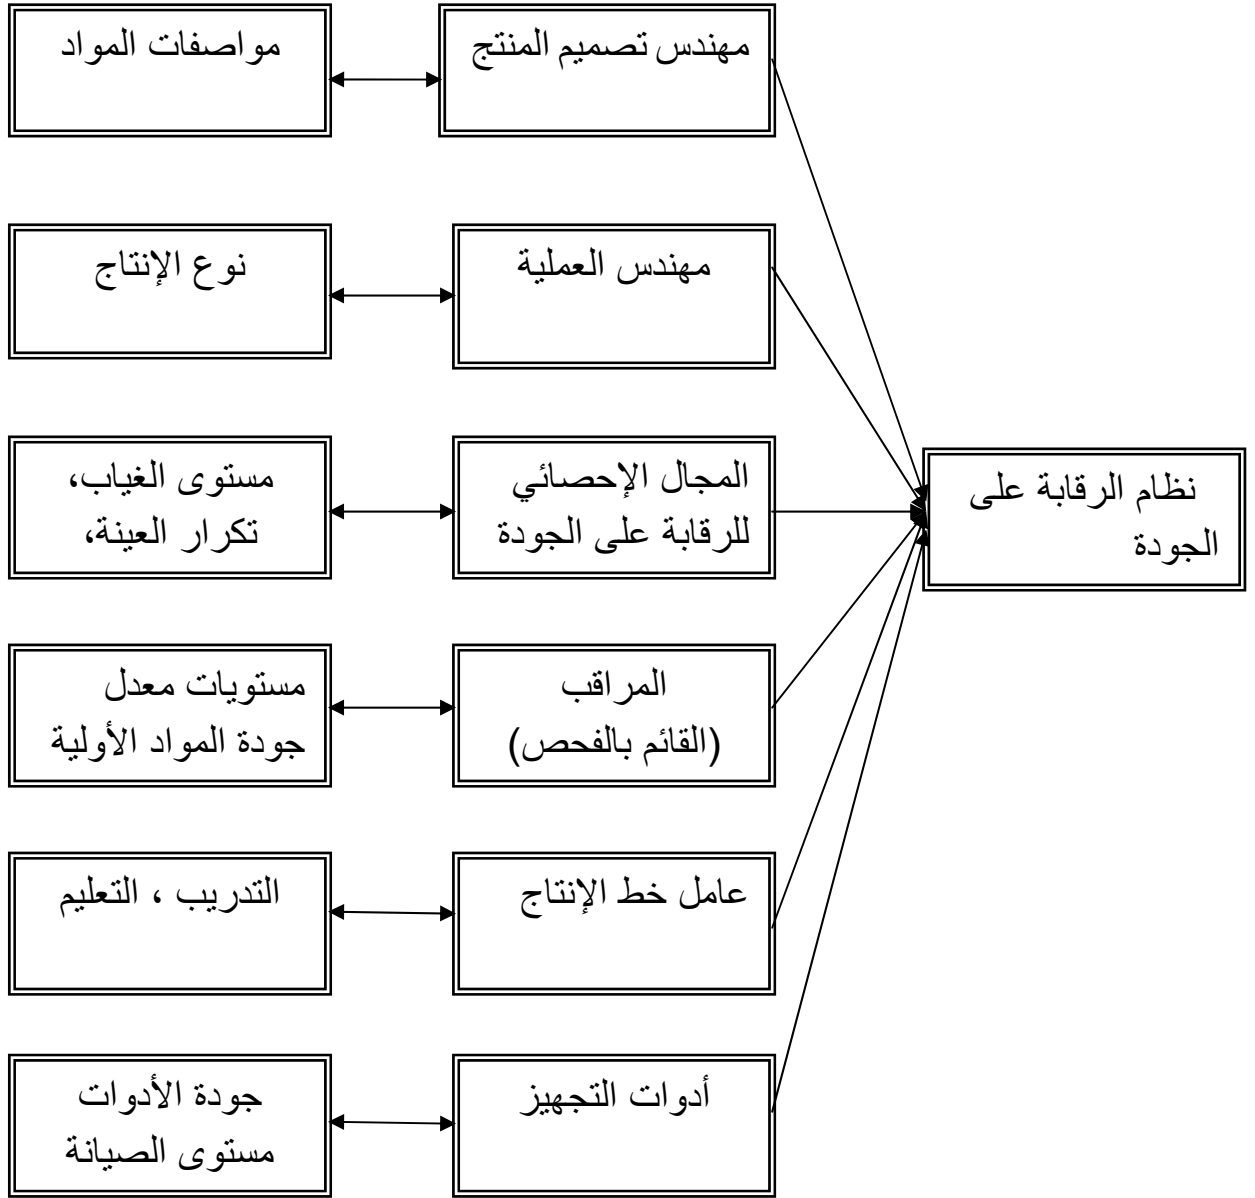 مهندس تصميم المنتج
مواصفات المواد
مهندس العملية
نوع الإنتاج
نظام الرقابة على
الجودة
المجال الإحصائي
للرقابة على الجودة
مستوى الغياب،
تكرار العينة،
المراقب
(القائم بالفحص)
مستويات معدل
جودة المواد الأولية
عامل خط الإنتاج
التدريب ، التعليم
أدوات التجهيز
جودة الأدوات
مستوى الصيانة